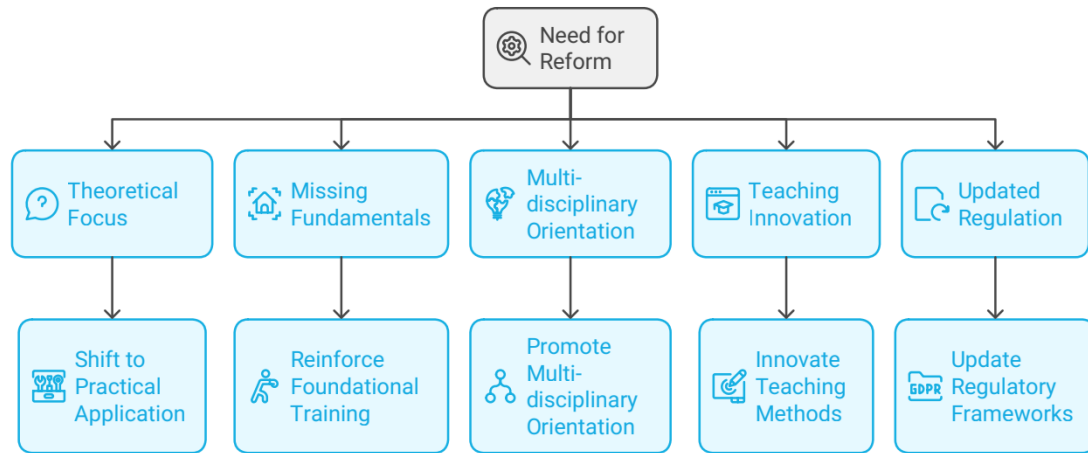 Need for
Reform
Theoretical
Focus
Missing
Fundamentals
Multi-
disciplinary
Orientation
Teaching
Innovation
Updated
Regulation
Shift to
Practical
Application
Reinforce
Foundational
Training
Promote
Multi-
disciplinary
Orientation
Innovate
Teaching
Methods
GDPR
Update
Regulatory
Frameworks